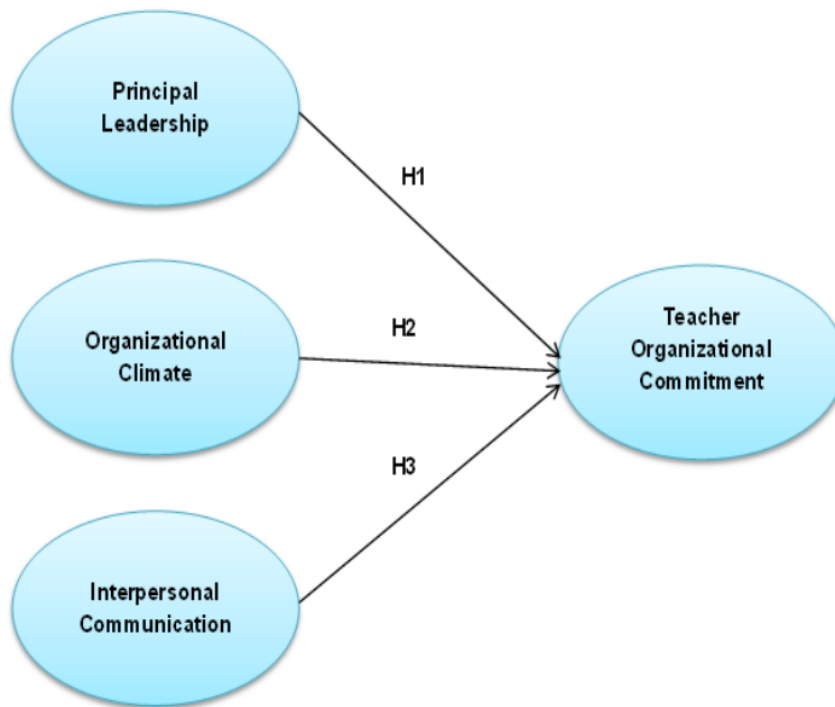 Principal
Leadership
H1
Organizational
Climate
H2
Teacher
Organizational
Commitment
H3
Interpersonal
Communication